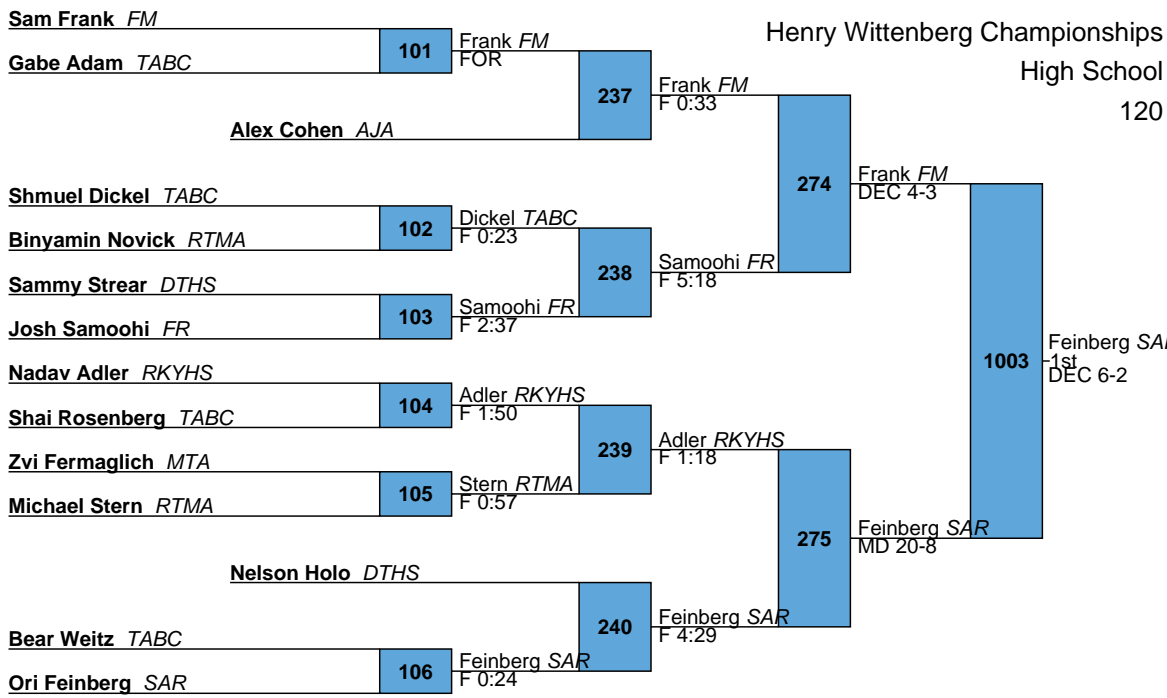 Henry Wittenberg Championships
High School
120
Sam Frank FM
101
Frank FM
FOR
Gabe Adam TABC
237
Frank FM
F 0:33
Alex Cohen AJA
274
Frank FM
DEC 4-3
Shmuel Dickel TABC
102
Dickel TABC
F 0:23
Binyamin Novick RTMA
238
Samoohi FR
F 5:18
Sammy Strear DTHS
103
Samoohi FR
F 2:37
Josh Samoohi FR
1003
Feinberg SAR
1st
DEC 6-2
Nadav Adler RKYHS
104
Adler RKYHS
F 1:50
Shai Rosenberg TABC
239
Adler RKYHS
F 1:18
Zvi Fermaglich MTA
105
Stern RTMA
F 0:57
Michael Stern RTMA
275
Feinberg SAR
MD 20-8
Nelson Holo DTHS
240
Feinberg SAR
F 4:29
Bear Weitz TABC
106
Feinberg SAR
F 0:24
Ori Feinberg SAR